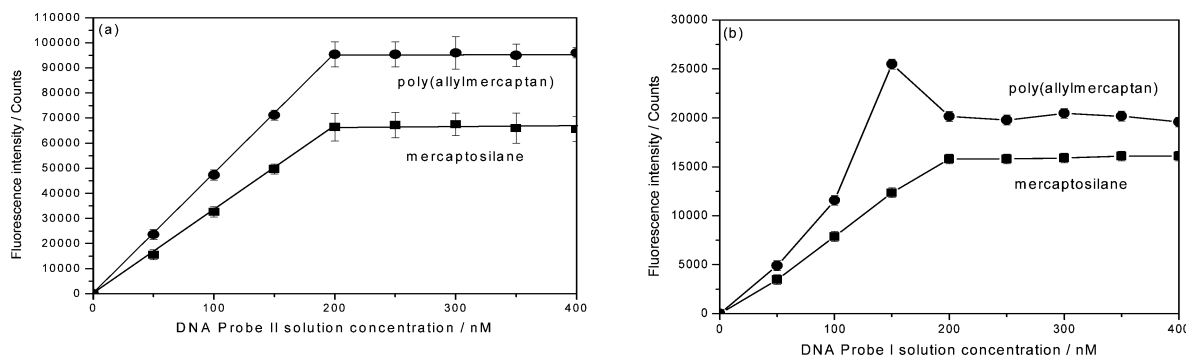 (a)
110000
100000
90000
80000
70000
60000
50000
40000
30000
20000
10000
0
Fluorescence intensity / Counts
poly(allylmercaptan)
mercaptosilane
0 100 200 300 400
DNA Probe II solution concentration / nM
(b)
30000
25000
20000
15000
10000
5000
0
Fluorescence intensity / Counts
poly(allylmercaptan)
mercaptosilane
0 100 200 300 400
DNA Probe I solution concentration / nM